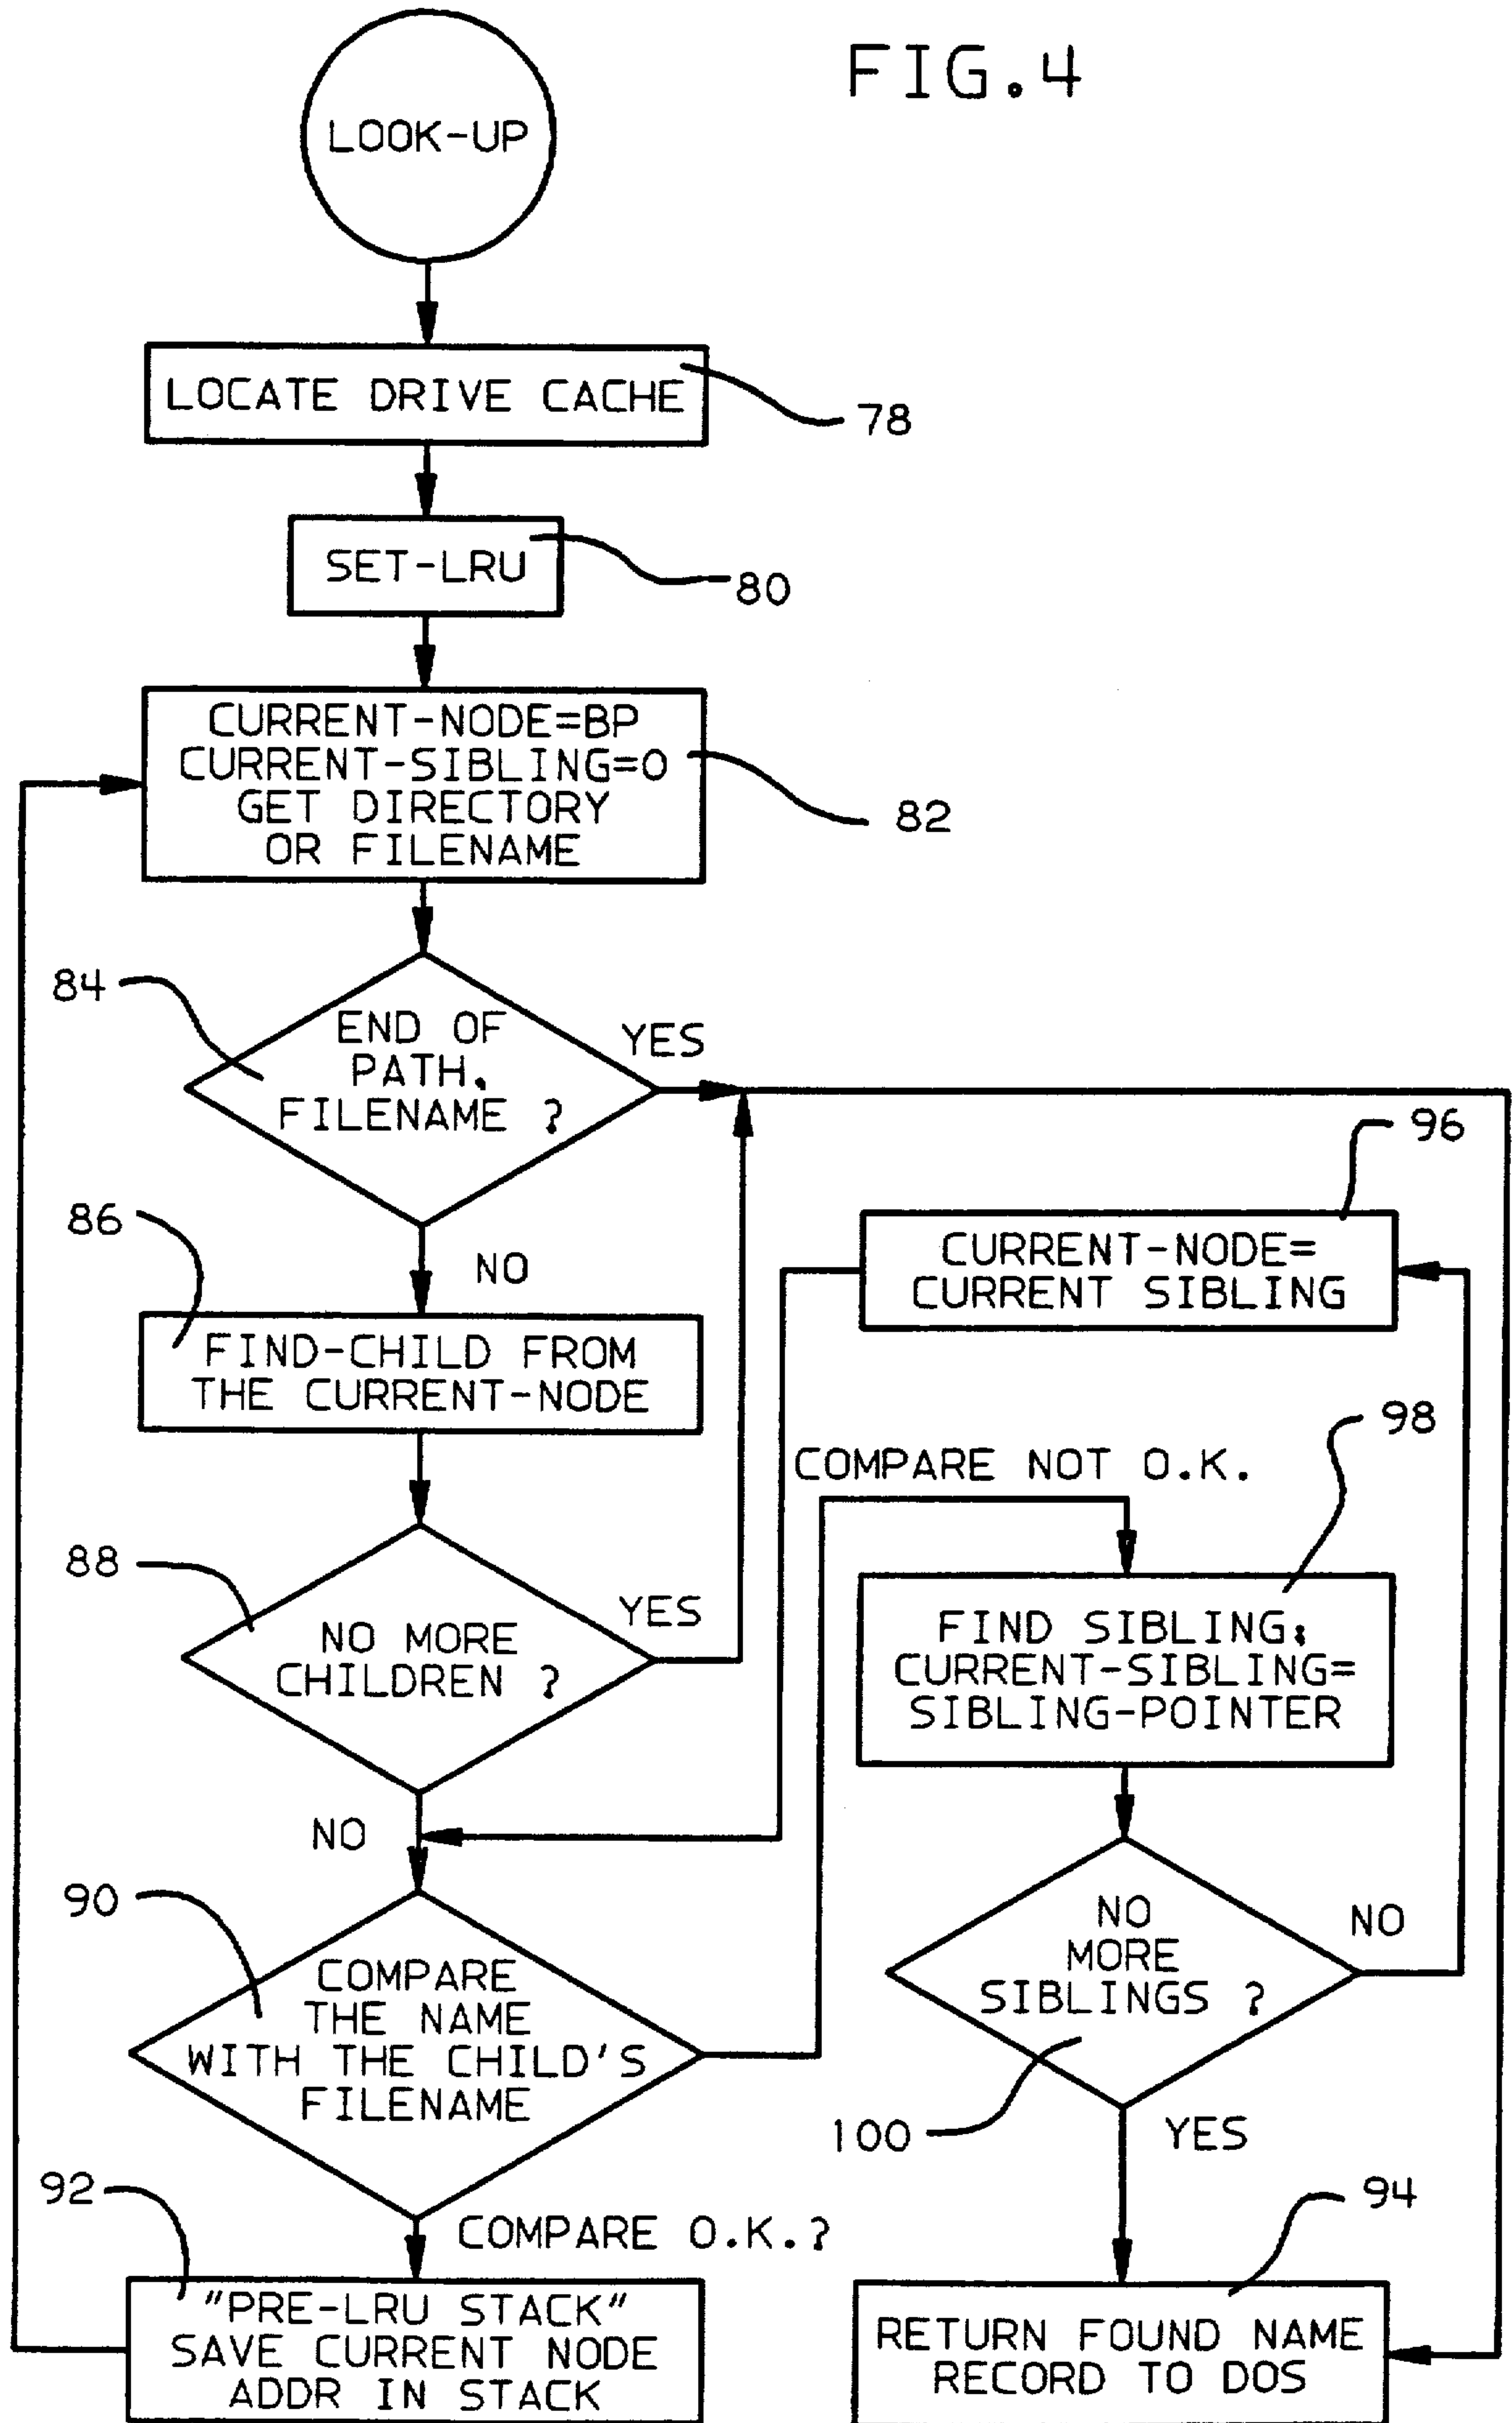 FIG.4
LOOK-UP
LOCATE DRIVE CACHE
78
SET-LRU
80
CURRENT-NODE=BP
CURRENT-SIBLING=0
GET DIRECTORY
OR FILENAME
82
84
END OF
PATH,
FILENAME ?
YES
96
86
NO
CURRENT-NODE=
CURRENT SIBLING
FIND-CHILD FROM
THE CURRENT-NODE
98
COMPARE NOT O.K.
88
NO MORE
CHILDREN ?
YES
FIND SIBLING;
CURRENT-SIBLING=
SIBLING-POINTER
NO
90
COMPARE
THE NAME
WITH THE CHILD'S
FILENAME
NO
MORE
SIBLINGS ?
NO
100
YES
92
COMPARE O.K.?
94
"PRE-LRU STACK"
SAVE CURRENT NODE
ADDR IN STACK
RETURN FOUND NAME
RECORD TO DOS